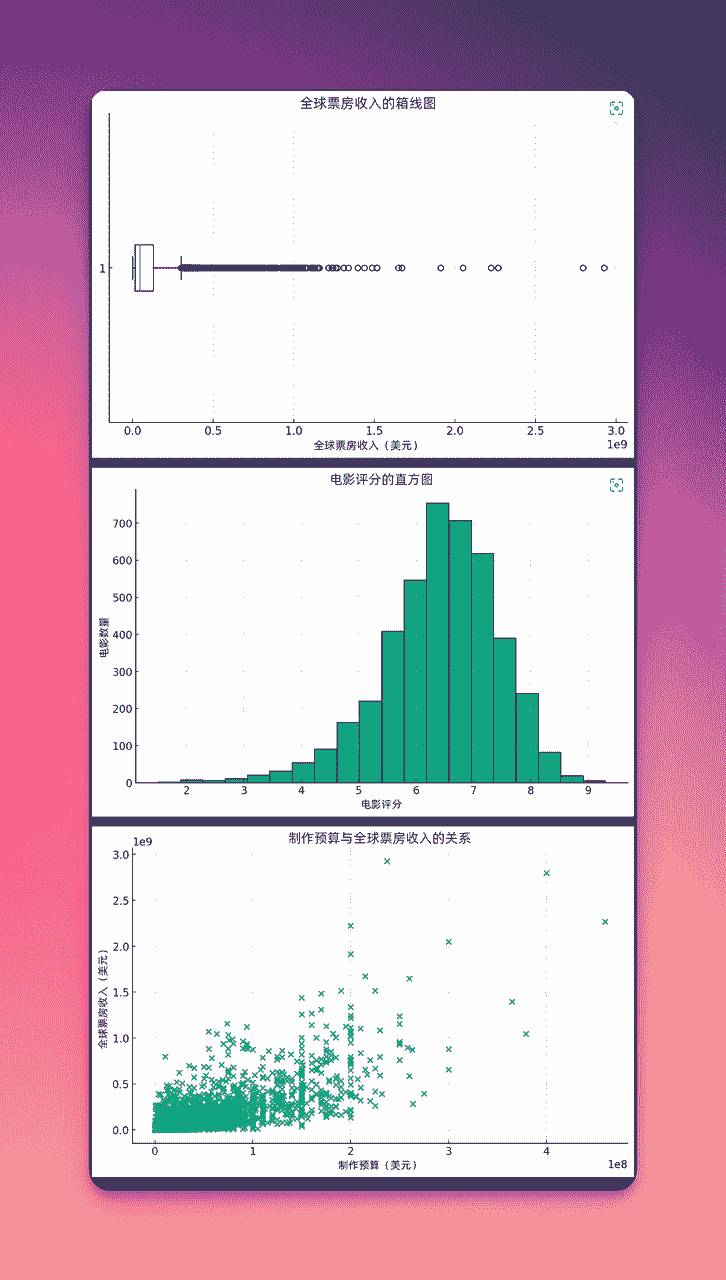 全球票房收入的箱线图
1
0.0 0.5 1.0 1.5 2.0 2.5 3.0
全球票房收入 (美元) 1e9
电影评分的直方图
700
600
500
400
300
200
100
0
电影数量
2 3 4 5 6 7 8 9
电影评分
制作预算与全球票房收入的关系
1e9
3.0
2.5
2.0
1.5
1.0
0.5
0.0
全球票房收入 (美元)
0 1 2 3 4
制作预算 (美元) 1e8